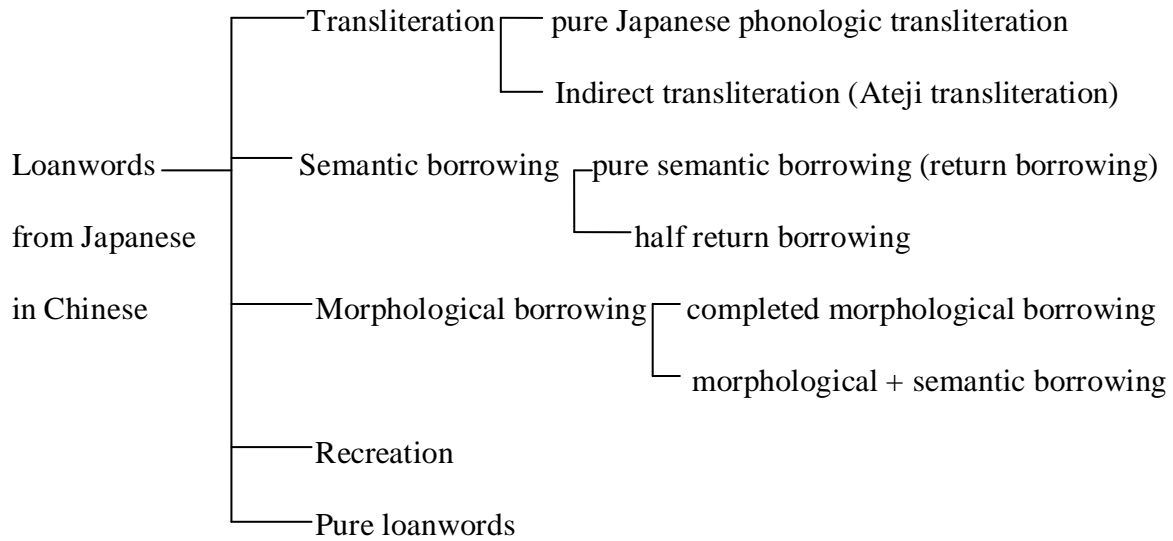 Transliteration
pure Japanese phonologic transliteration
Indirect transliteration (Ateji transliteration)
Loanwords
from Japanese
in Chinese
Semantic borrowing
pure semantic borrowing (return borrowing)
half return borrowing
Morphological borrowing
completed morphological borrowing
morphological + semantic borrowing
Recreation
Pure loanwords